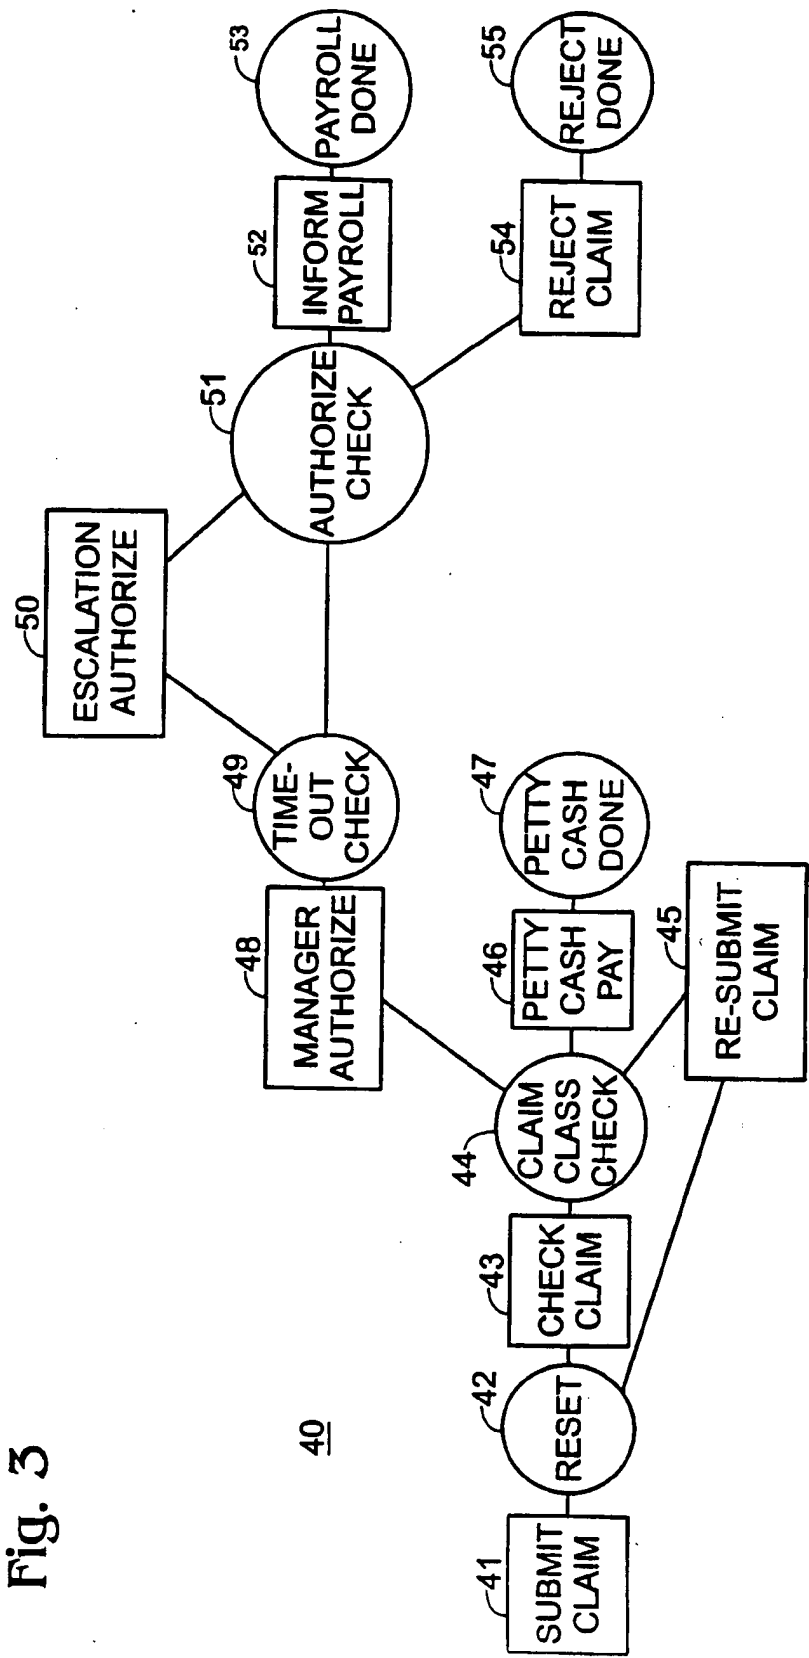 Fig. 3
40
41
SUBMIT
CLAIM
42
RESET
43
CHECK
CLAIM
44
CLAIM
CLASS
CHECK
45
RE-SUBMIT
CLAIM
46
PETTY
CASH
PAY
47
PETTY
CASH
DONE
48
MANAGER
AUTHORIZE
49
TIME-
OUT
CHECK
50
ESCALATION
AUTHORIZE
51
AUTHORIZE
CHECK
52
INFORM
PAYROLL
53
PAYROLL
DONE
54
REJECT
CLAIM
55
REJECT
DONE